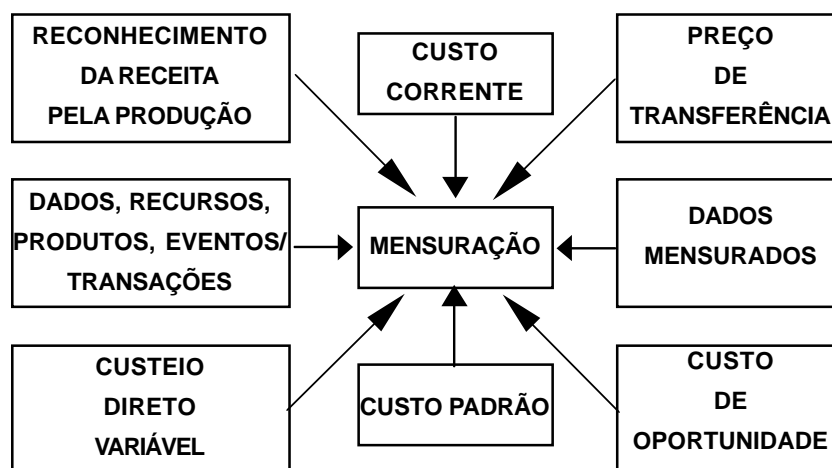 RECONHECIMENTO
DA RECEITA
PELA PRODUÇÃO
CUSTO
CORRENTE
PREÇO
DE
TRANSFERÊNCIA
DADOS, RECURSOS,
PRODUTOS, EVENTOS/
TRANSAÇÕES
MENSURAÇÃO
DADOS
MENSURADOS
CUSTEIO
DIRETO
VARIÁVEL
CUSTO PADRÃO
CUSTO
DE
OPORTUNIDADE